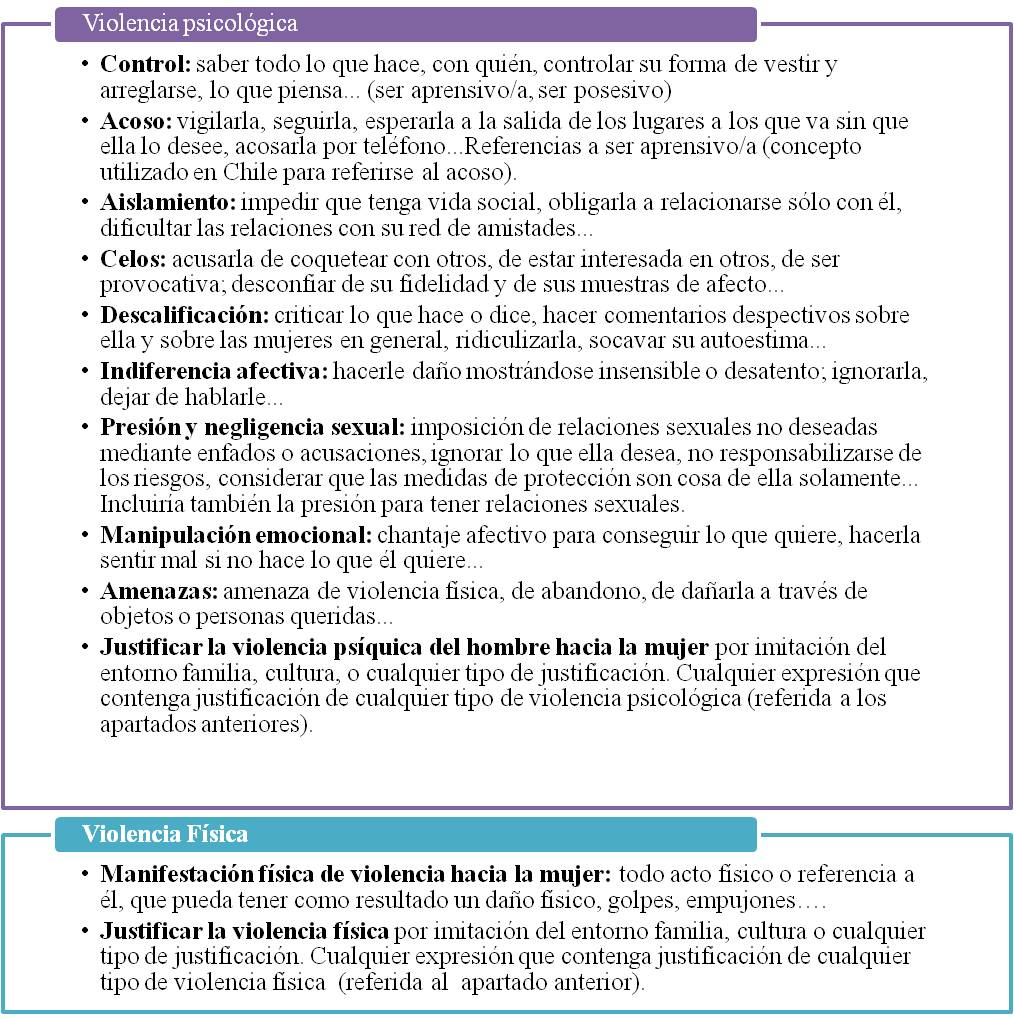 Violencia psicológica
• Control: saber todo lo que hace, con quién, controlar su forma de vestir y
arreglarse, lo que piensa... (ser aprensivo/a, ser posesivo)
• Acoso: vigilarla, seguirla, esperarla a la salida de los lugares a los que va sin que
ella lo desee, acosarla por teléfono...Referencias a ser aprensivo/a (concepto
utilizado en Chile para referirse al acoso).
• Aislamiento: impedir que tenga vida social, obligarla a relacionarse sólo con él,
dificultar las relaciones con su red de amistades...
• Celos: acusarla de coquetear con otros, de estar interesada en otros, de ser
provocativa; desconfiar de su fidelidad y de sus muestras de afecto...
• Descalificación: criticar lo que hace o dice, hacer comentarios despectivos sobre
ella y sobre las mujeres en general, ridiculizarla, socavar su autoestima...
• Indiferencia afectiva: hacerle daño mostrándose insensible o desatento; ignorarla,
dejar de hablarle...
• Presión y negligencia sexual: imposición de relaciones sexuales no deseadas
mediante enfados o acusaciones, ignorar lo que ella desea, no responsabilizarse de
los riesgos, considerar que las medidas de protección son cosa de ella solamente...
Incluiría también la presión para tener relaciones sexuales.
• Manipulación emocional: chantaje afectivo para conseguir lo que quiere, hacerla
sentir mal si no hace lo que él quiere...
• Amenazas: amenaza de violencia física, de abandono, de dañarla a través de
objetos o personas queridas...
• Justificar la violencia psíquica del hombre hacia la mujer por imitación del
entorno familia, cultura, o cualquier tipo de justificación. Cualquier expresión que
contenga justificación de cualquier tipo de violencia psicológica (referida a los
apartados anteriores).
Violencia Física
• Manifestación física de violencia hacia la mujer: todo acto físico o referencia a
él, que pueda tener como resultado un daño físico, golpes, empujones….
• Justificar la violencia física por imitación del entorno familia, cultura o cualquier
tipo de justificación. Cualquier expresión que contenga justificación de cualquier
tipo de violencia física (referida al apartado anterior).